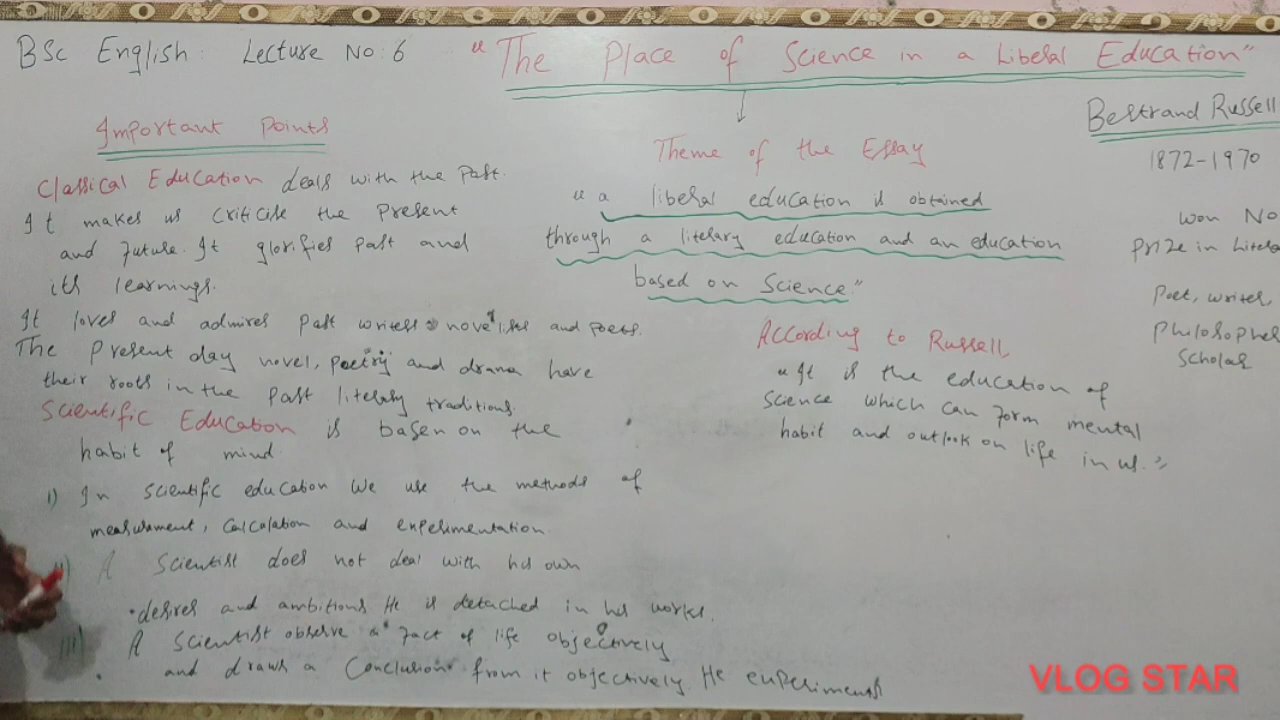 BSc English: Lecture No: 6 "The Place of Science in a Liberal Education"
Bertrand Russell
1872-1970
won No
prize in Litera
Poet, writer,
Philosopher
Scholar
Important Points
Classical Education deals with the past.
It makes us criticise the present
and future. It glorifies past and
its learnings.
It loves and admires past writers novelists and poets.
The present day novel, poetry and drama have
their roots in the past literary traditions.
Scientific Education is basen on the
habit of mind.
i) In scientific education we use the methods of
measurement, calculation and experimentation.
ii) A scientist does not deal with his own
desires and ambitions He is detached in his works.
iii) A scientist observe a fact of life objectively
and draws a conclusion from it objectively. He experiments
Theme of the Essay
"a liberal education is obtained
through a literary education and an education
based on Science"
According to Russell
"It is the education of
science which can form mental
habit and outlook on life in us."
VLOG STAR